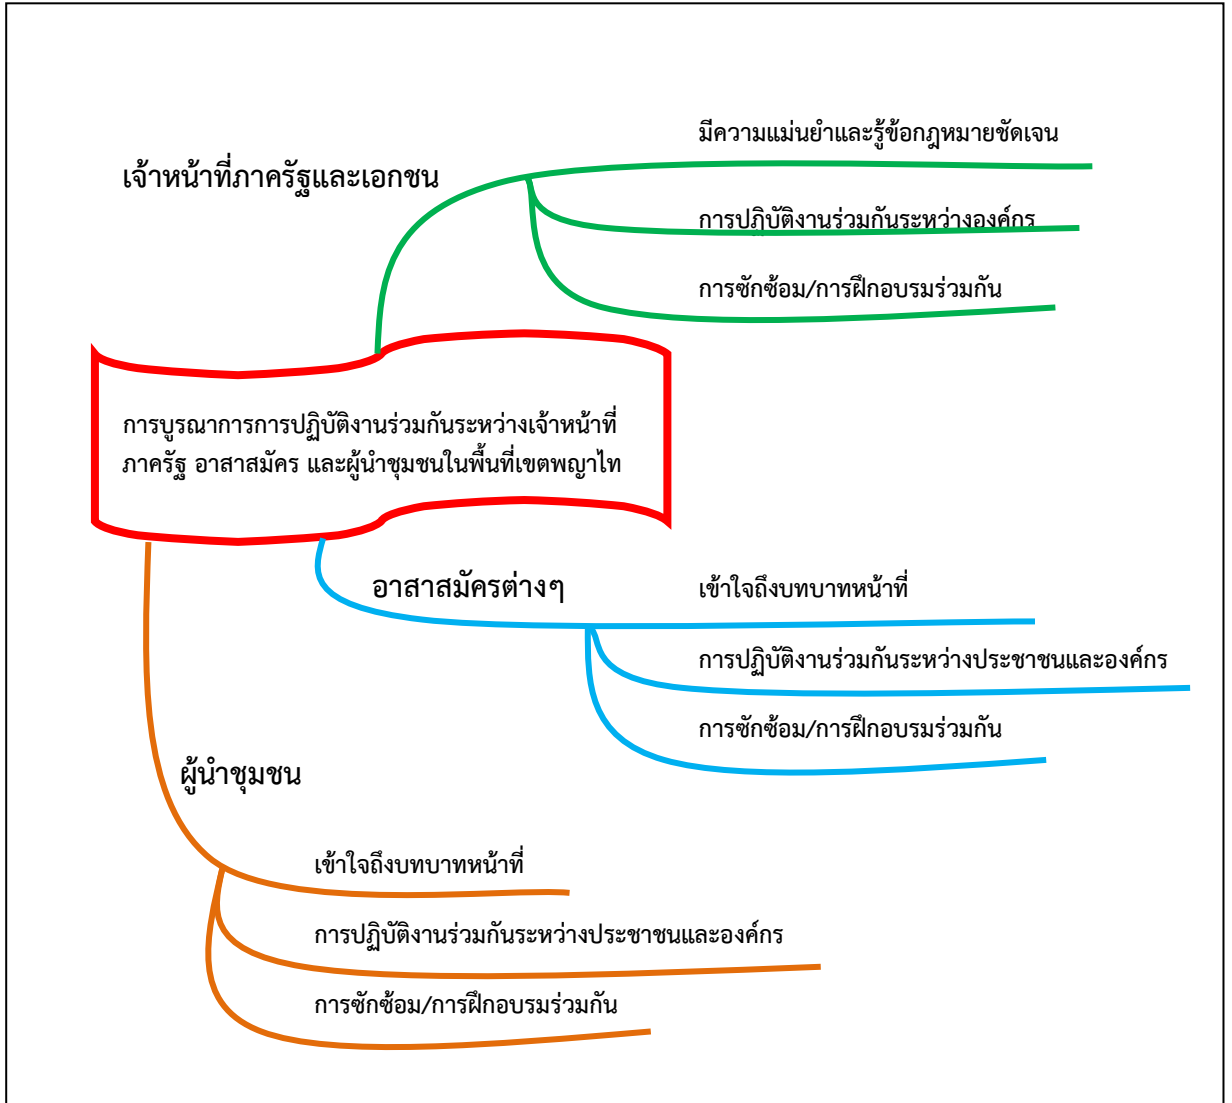 มีความแม่นยำและรู้ข้อกฎหมายชัดเจน
เจ้าหน้าที่ภาครัฐและเอกชน
การปฏิบัติงานร่วมกันระหว่างองค์กร
การซักซ้อม/การฝึกอบรมร่วมกัน
การบูรณาการการปฏิบัติงานร่วมกันระหว่างเจ้าหน้าที่
ภาครัฐ อาสาสมัคร และผู้นำชุมชนในพื้นที่เขตพญาไท
อาสาสมัครต่างๆ
เข้าใจถึงบทบาทหน้าที่
การปฏิบัติงานร่วมกันระหว่างประชาชนและองค์กร
การซักซ้อม/การฝึกอบรมร่วมกัน
ผู้นำชุมชน
เข้าใจถึงบทบาทหน้าที่
การปฏิบัติงานร่วมกันระหว่างประชาชนและองค์กร
การซักซ้อม/การฝึกอบรมร่วมกัน